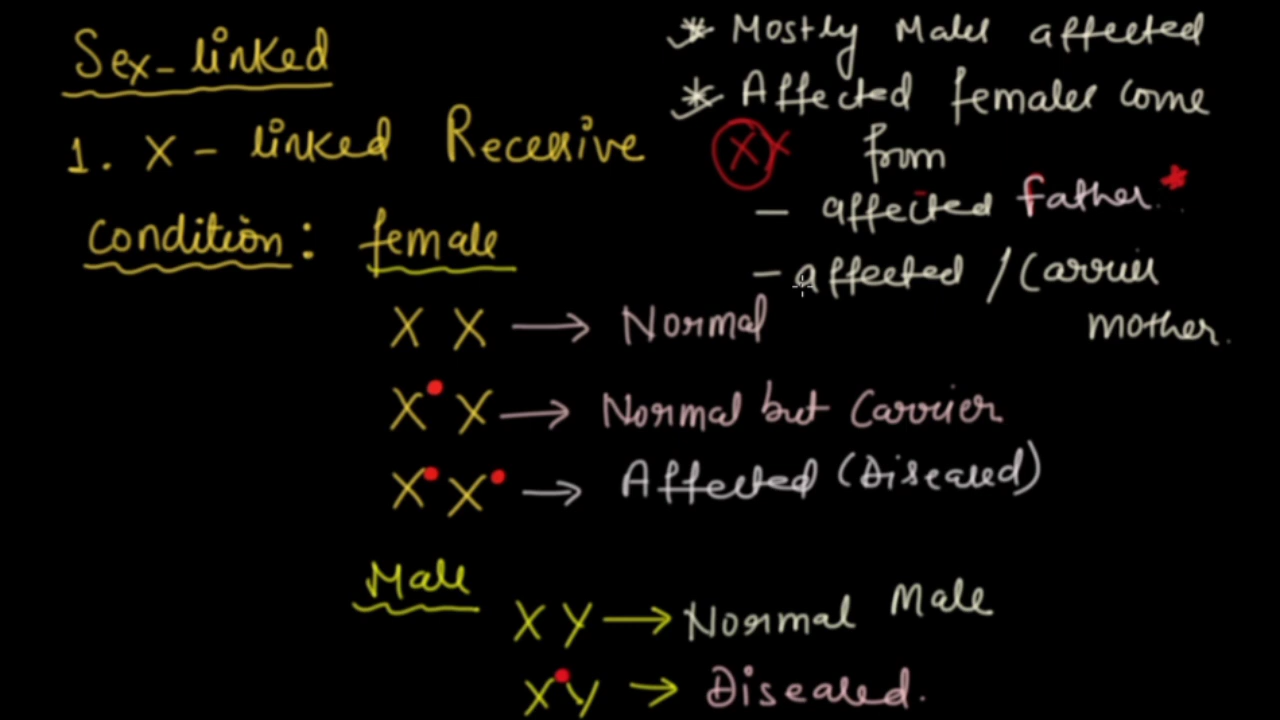 Sex-linked
1. X-linked Recessive
Condition: female
X X → Normal
X X → Normal but Carrier
X X → Affected (Diseased)
Male
X Y → Normal Male
X Y → Diseased.
* Mostly Males affected
* Affected females come
XX from
- affected father *
- affected / Carrier
mother.